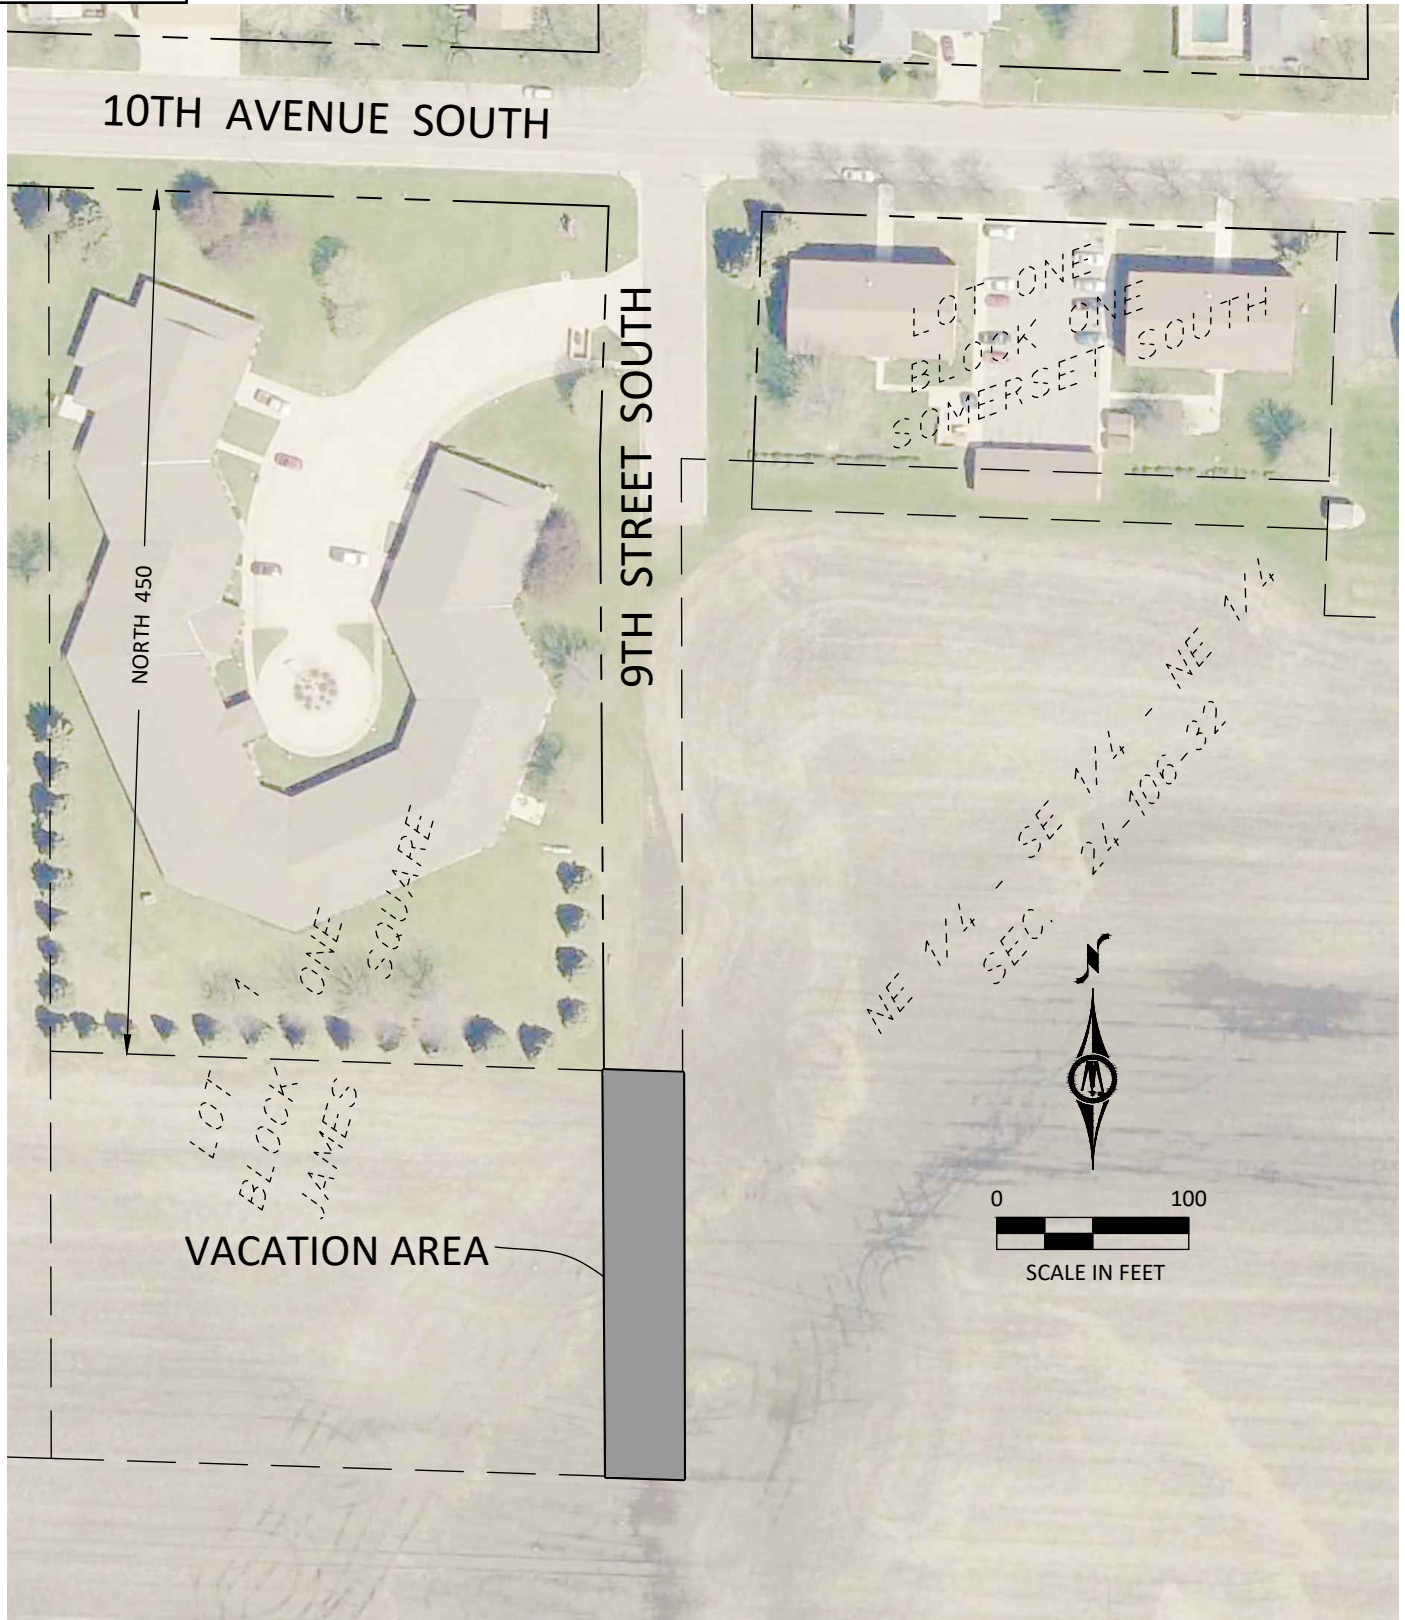 10TH AVENUE SOUTH
LOT ONE
BLOCK ONE
SOMERSET SOUTH
9TH STREET SOUTH
NORTH 450
NE 1/4 - SE 1/4 - NE 1/4
SEC. 24-106-32
LOT 1
BLOCK ONE
JAMES SQUARE
N
VACATION AREA
0 100
SCALE IN FEET